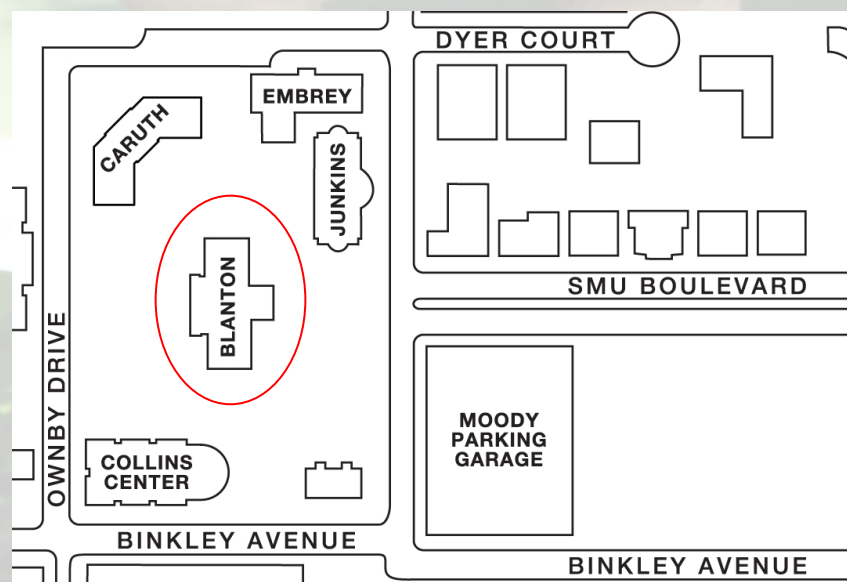 DYER COURT
EMBREY
CARUTH
JUNKINS
BLANTON
SMU BOULEVARD
OWNBY DRIVE
MOODY
PARKING
GARAGE
COLLINS
CENTER
BINKLEY AVENUE
BINKLEY AVENUE